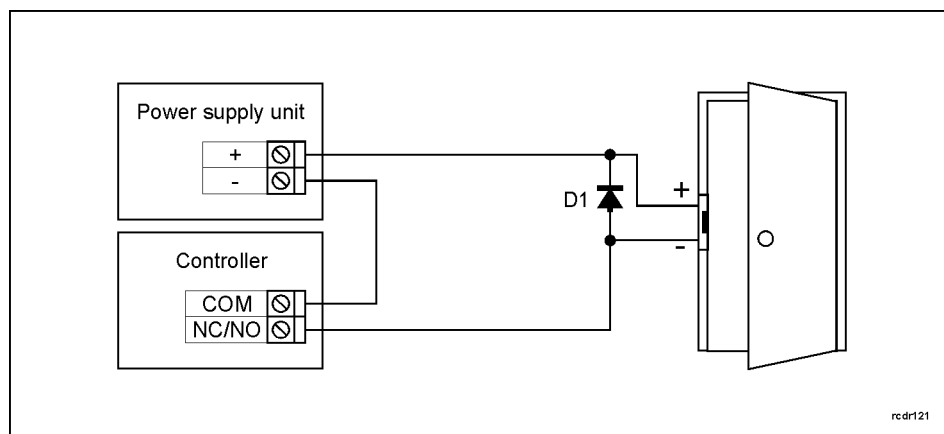 Power supply unit
+
-
Controller
COM
NC/NO
D1
+
-
rcdr121